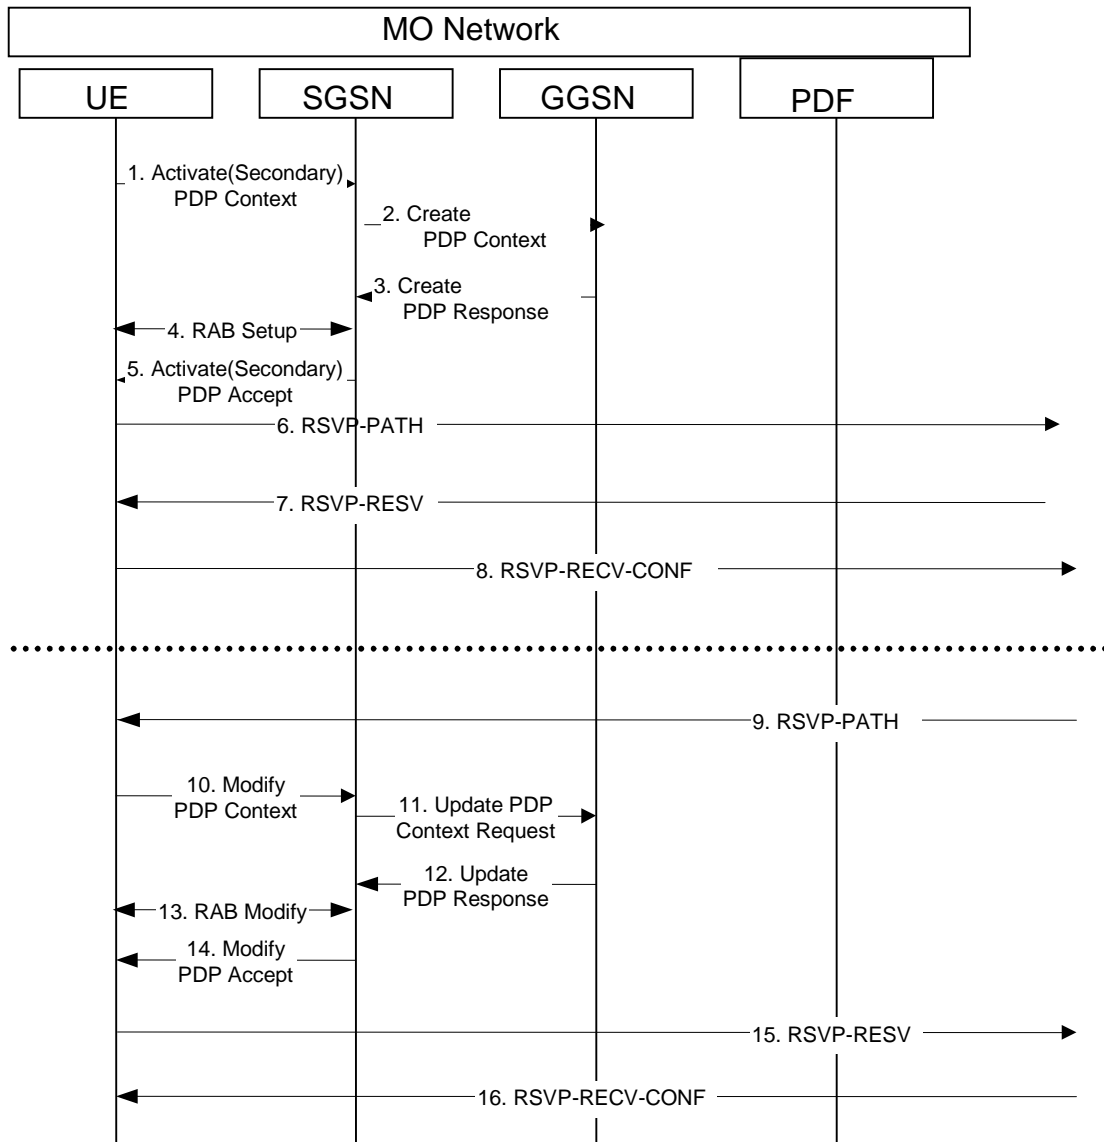 MO Network
UE
SGSN
GGSN
PDF
1. Activate(Secondary)
PDP Context
2. Create
PDP Context
3. Create
PDP Response
4. RAB Setup
5. Activate(Secondary)
PDP Accept
6. RSVP-PATH
7. RSVP-RESV
8. RSVP-RECV-CONF
9. RSVP-PATH
10. Modify
PDP Context
11. Update PDP
Context Request
12. Update
PDP Response
13. RAB Modify
14. Modify
PDP Accept
15. RSVP-RESV
16. RSVP-RECV-CONF